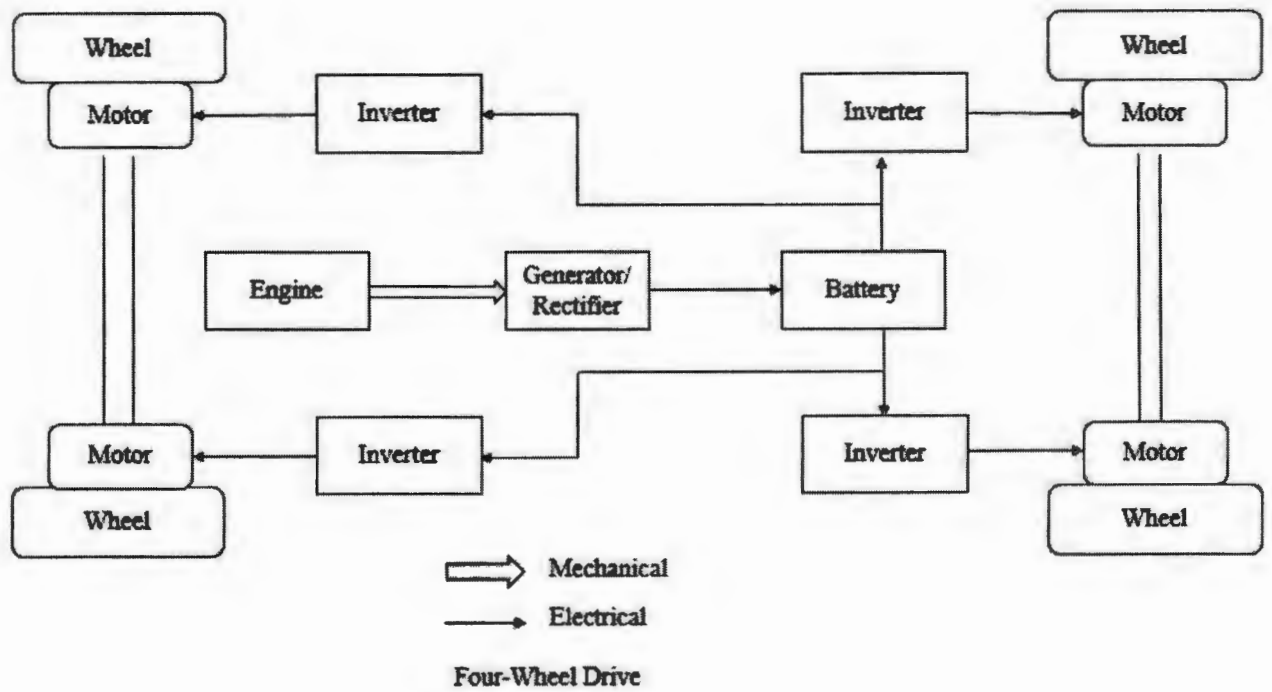 Wheel
Wheel
Motor
Inverter
Inverter
Motor
Engine
Generator/
Rectifier
Battery
Motor
Inverter
Inverter
Motor
Wheel
Wheel
Mechanical
Electrical
Four-Wheel Drive